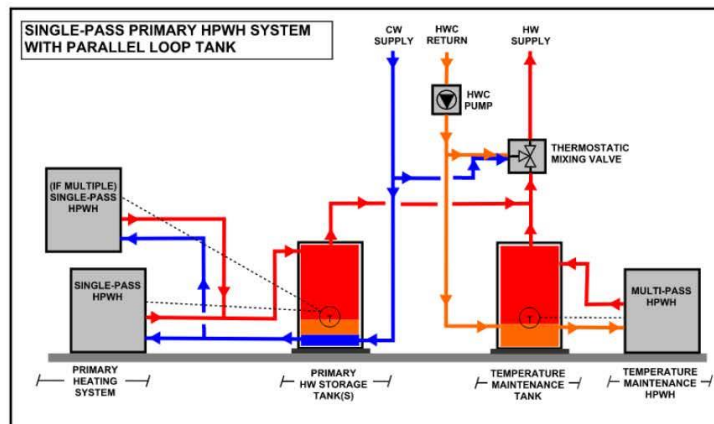 SINGLE-PASS PRIMARY HPWH SYSTEM
WITH PARALLEL LOOP TANK
CW
SUPPLY
HWC
RETURN
HW
SUPPLY
HWC
PUMP
THERMOSTATIC
MIXING VALVE
(IF MULTIPLE)
SINGLE-PASS
HPWH
SINGLE-PASS
HPWH
T
T
MULTI-PASS
HPWH
PRIMARY
HEATING
SYSTEM
PRIMARY
HW STORAGE
TANK(S)
TEMPERATURE
MAINTENANCE
TANK
TEMPERATURE
MAINTENANCE
HPWH